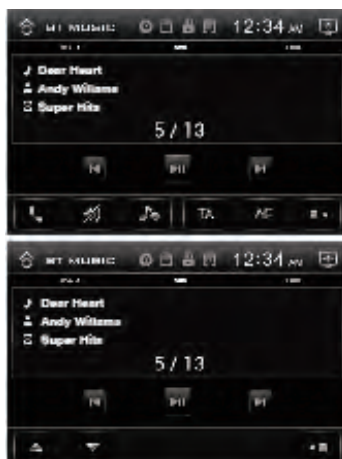 BT MUSIC 12:34
Dear Heart
Andy Williams
Super Hits
5 / 13
TA AF
BT MUSIC 12:34
Dear Heart
Andy Williams
Super Hits
5 / 13